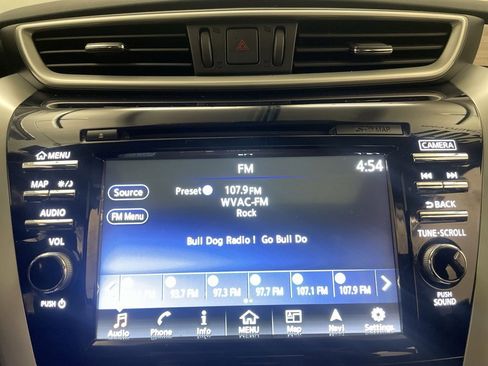 MAP
CAMERA
MENU
FM
4:54
MAP
Source
Preset 107.9 FM
WVAC-FM
BACK
AUDIO
FM Menu
Rock
VOL
TUNE-SCROLL
Bull Dog Radio ! Go Bull Do
PUSH
PUSH
SOUND
93.7 FM 97.3 FM 97.7 FM 107.1 FM 107.9 FM
Audio Phone Info MENU Map Navi Settings